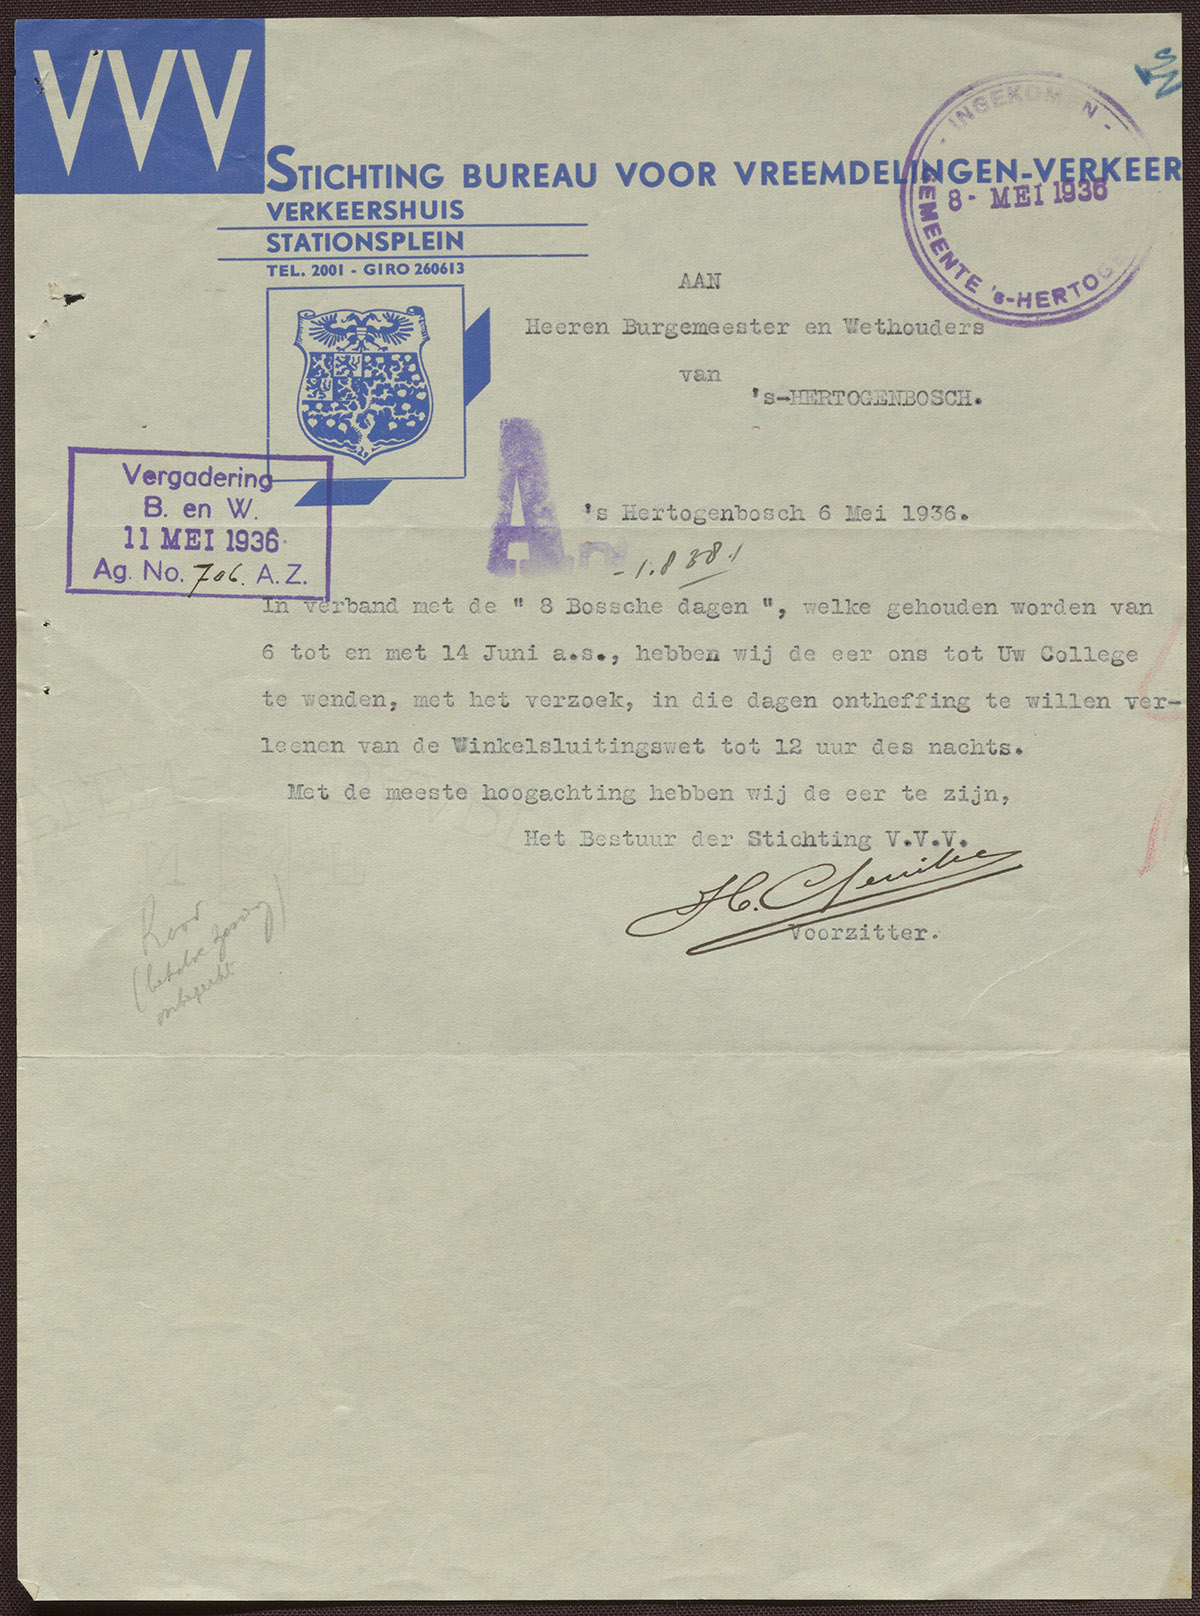 VVV
STICHTING BUREAU VOOR VREEMDELINGEN-VERKEER
VERKEERSHUIS
STATIONSPLEIN
TEL. 2001 - GIRO 260613
- INGEKOMEN -
8 - MEI 1936
GEMEENTE 's-HERTOG
AAN
Heeren Burgemeester en Wethouders
van
's-HERTOGENBOSCH.
Vergadering
B. en W.
11 MEI 1936
Ag. No. 706. A.Z.
A
's Hertogenbosch 6 Mei 1936.
-1.838.1
In verband met de " 8 Bossche dagen ", welke gehouden worden van
6 tot en met 14 Juni a.s., hebben wij de eer ons tot Uw College
te wenden, met het verzoek, in die dagen ontheffing te willen ver-
leenen van de Winkelsluitingswet tot 12 uur des nachts.
Met de meeste hoogachting hebben wij de eer te zijn,
Het Bestuur der Stichting V.V.V.
H.
Voorzitter.